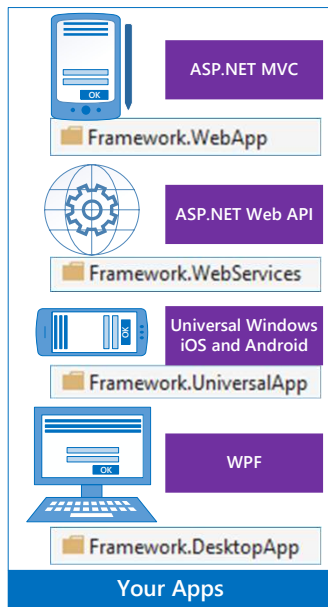 ASP.NET MVC
OK
Framework.WebApp
ASP.NET Web API
Framework.WebServices
Universal Windows
iOS and Android
OK
Framework.UniversalApp
WPF
OK
Framework.DesktopApp
Your Apps